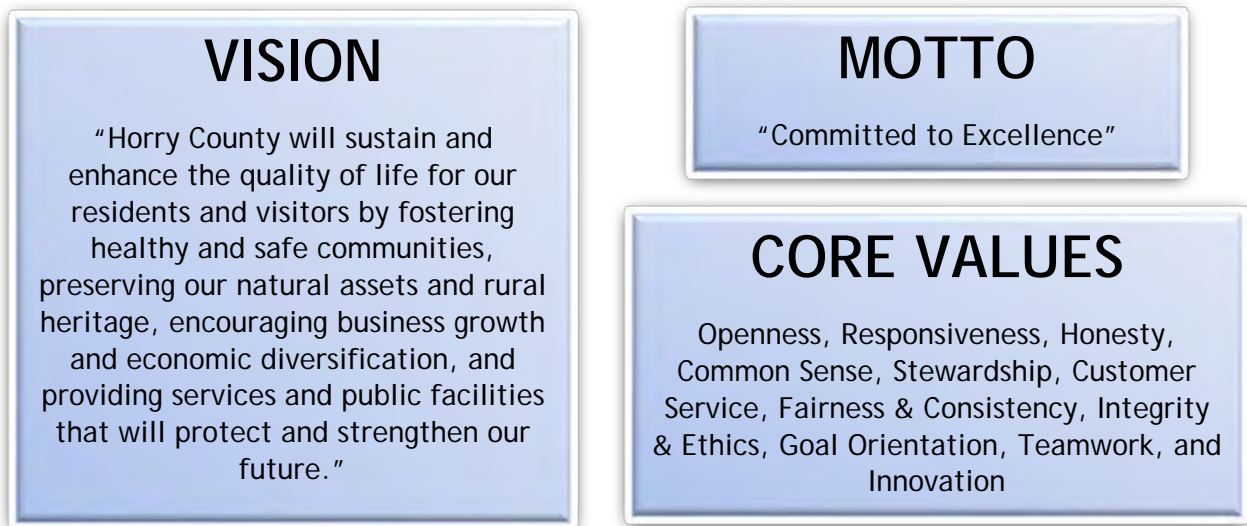 VISION
“Horry County will sustain and
enhance the quality of life for our
residents and visitors by fostering
healthy and safe communities,
preserving our natural assets and rural
heritage, encouraging business growth
and economic diversification, and
providing services and public facilities
that will protect and strengthen our
future.”
MOTTO
“Committed to Excellence”
CORE VALUES
Openness, Responsiveness, Honesty,
Common Sense, Stewardship, Customer
Service, Fairness & Consistency, Integrity
& Ethics, Goal Orientation, Teamwork, and
Innovation